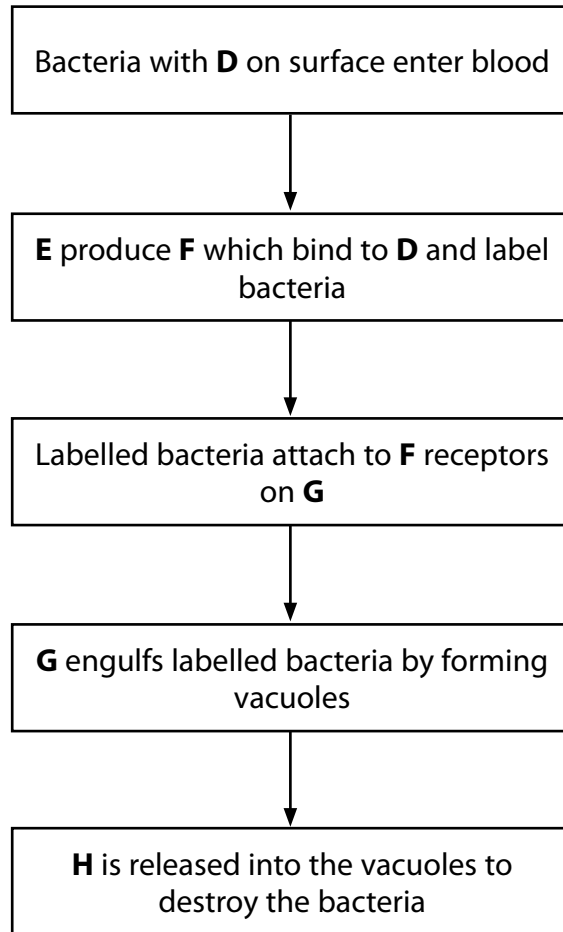 Bacteria with D on surface enter blood
E produce F which bind to D and label
bacteria
Labelled bacteria attach to F receptors
on G
G engulfs labelled bacteria by forming
vacuoles
H is released into the vacuoles to
destroy the bacteria